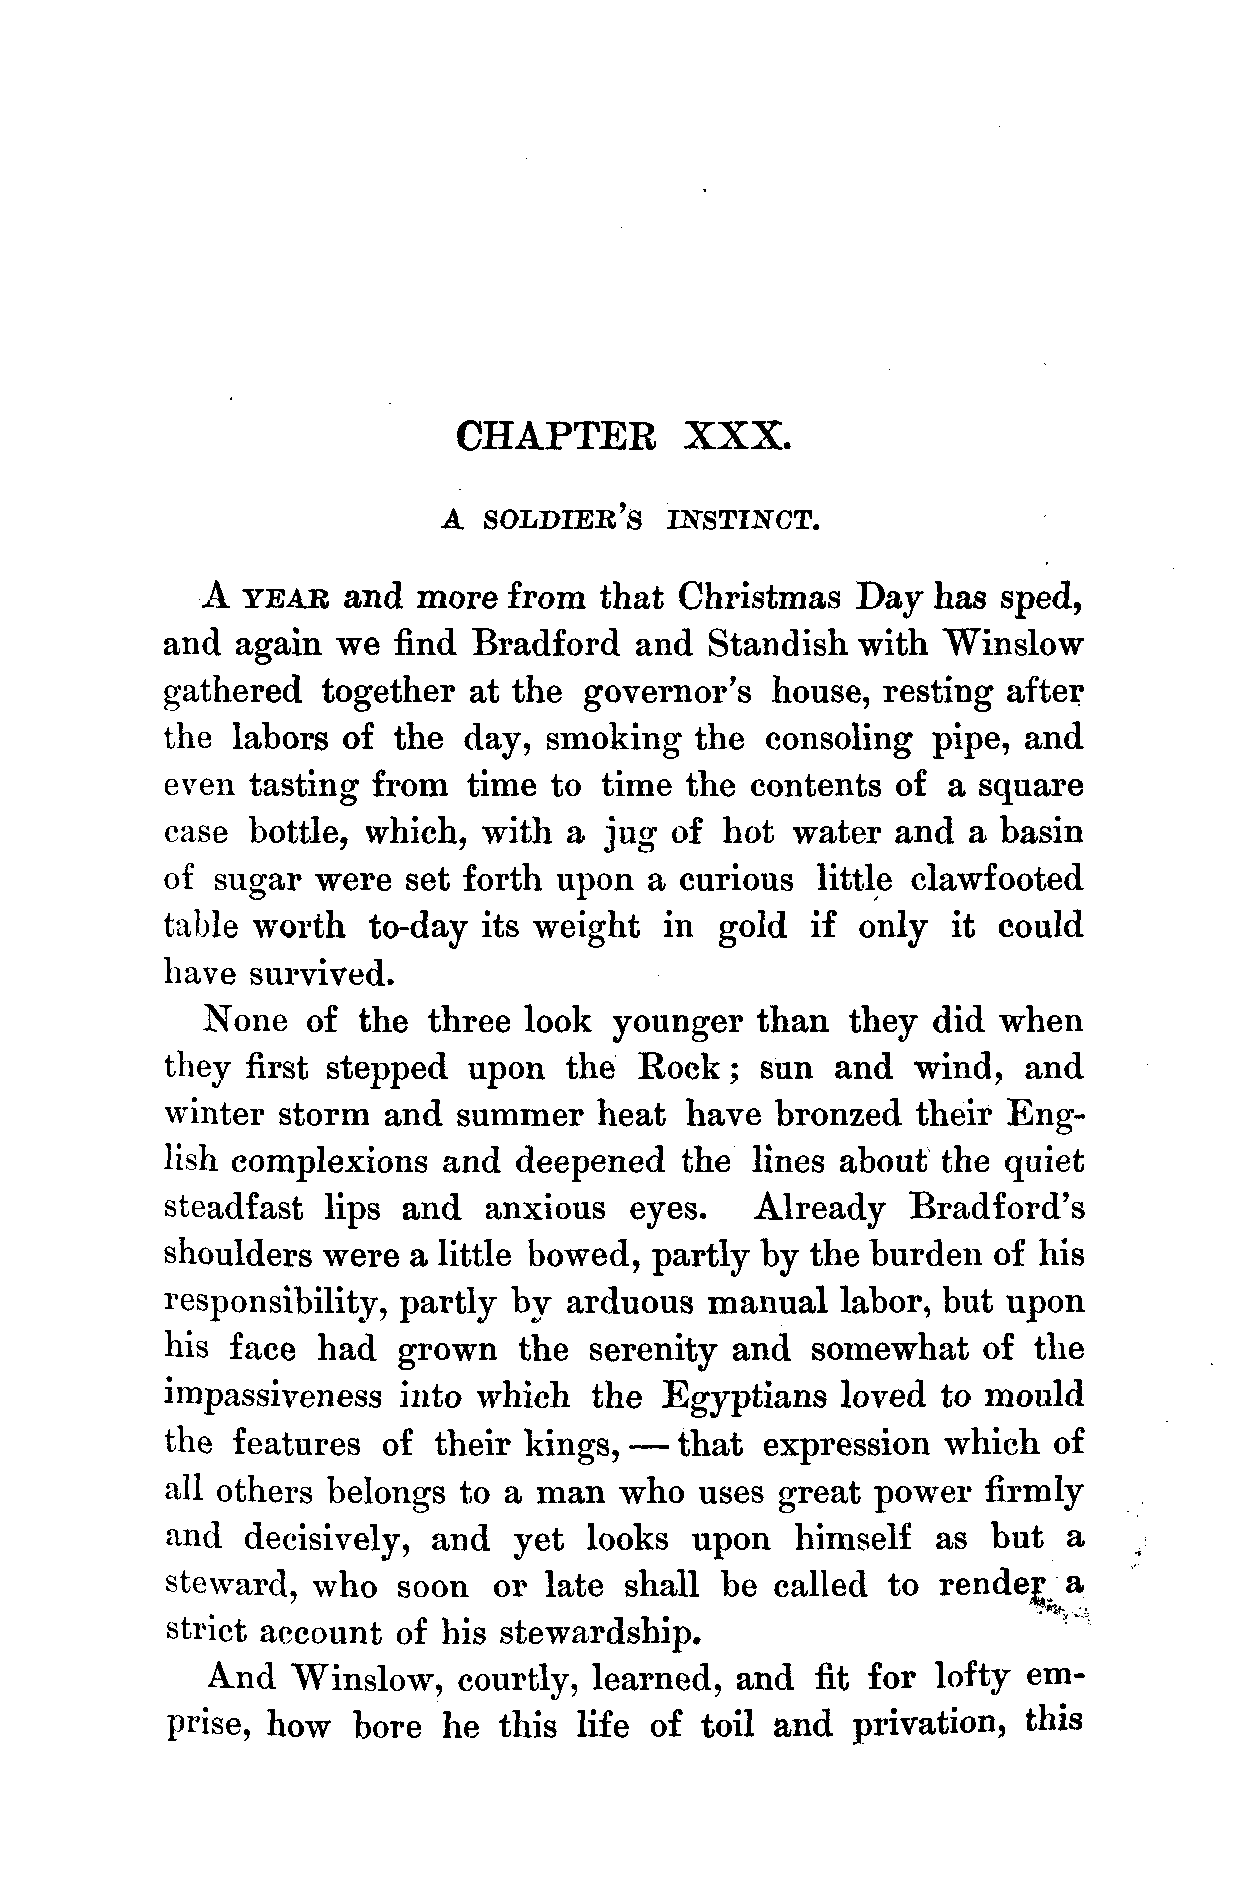 CHAPTER XXX.
A SOLDIER'S INSTINCT.
A YEAR and more from that Christmas Day has sped,
and again we find Bradford and Standish with Winslow
gathered together at the governor's house, resting after
the labors of the day, smoking the consoling pipe, and
even tasting from time to time the contents of a square
case bottle, which, with a jug of hot water and a basin
of sugar were set forth upon a curious little clawfooted
table worth to-day its weight in gold if only it could
have survived.
None of the three look younger than they did when
they first stepped upon the Rock; sun and wind, and
winter storm and summer heat have bronzed their Eng-
lish complexions and deepened the lines about the quiet
steadfast lips and anxious eyes. Already Bradford's
shoulders were a little bowed, partly by the burden of his
responsibility, partly by arduous manual labor, but upon
his face had grown the serenity and somewhat of the
impassiveness into which the Egyptians loved to mould
the features of their kings, — that expression which of
all others belongs to a man who uses great power firmly
and decisively, and yet looks upon himself as but a
steward, who soon or late shall be called to render a
strict account of his stewardship.
And Winslow, courtly, learned, and fit for lofty em-
prise, how bore he this life of toil and privation, this